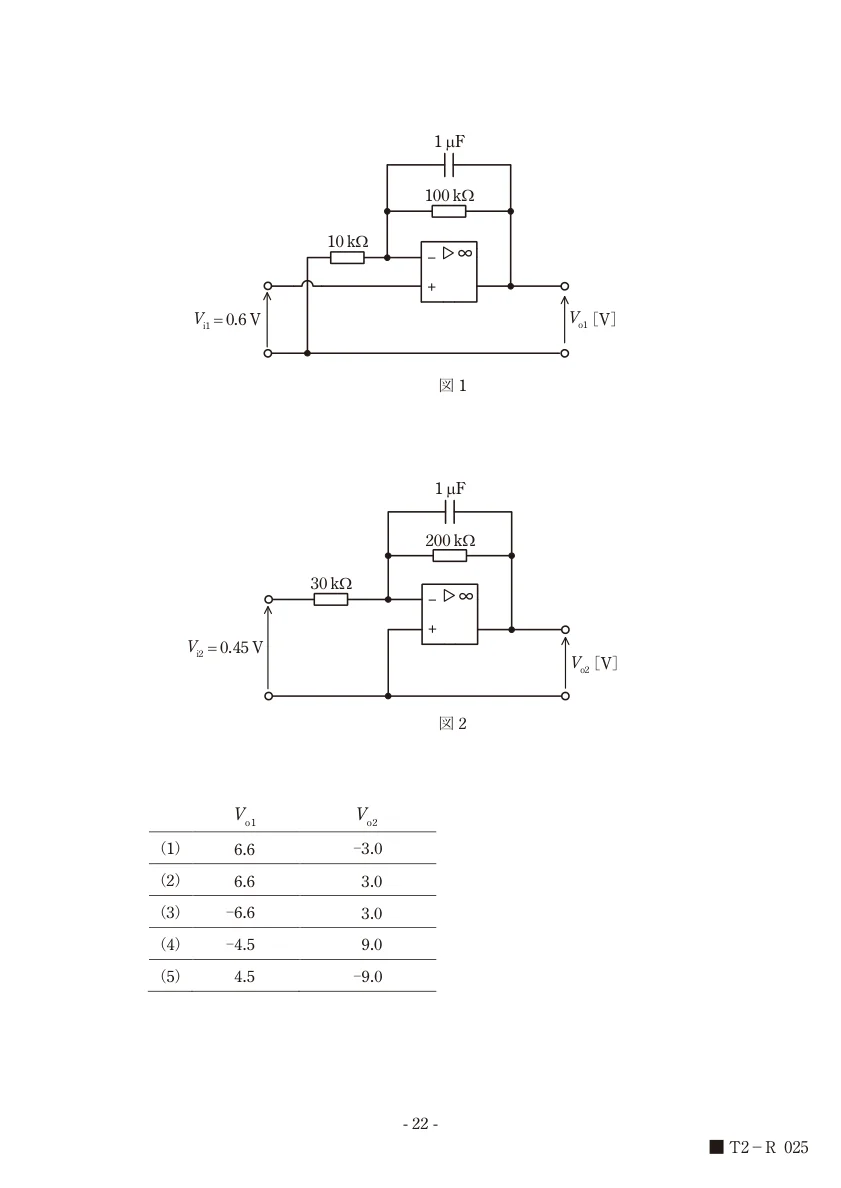 1 μF
100 kΩ
10 kΩ
− ▷ ∞
+
Vi1 = 0.6 V
Vo1 [V]
図 1
1 μF
200 kΩ
30 kΩ
− ▷ ∞
+
Vi2 = 0.45 V
Vo2 [V]
図 2
Vo1 Vo2
(1) 6.6 −3.0
(2) 6.6 3.0
(3) −6.6 3.0
(4) −4.5 9.0
(5) 4.5 −9.0
- 22 -
■ T2−R 025